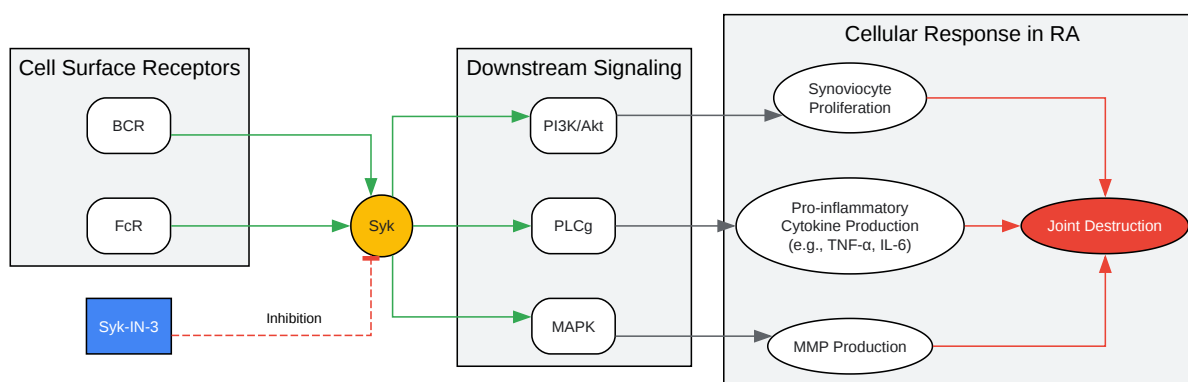 Cell Surface Receptors
BCR
FcR
Syk-IN-3
Inhibition
Syk
Downstream Signaling
PI3K/Akt
PLCg
MAPK
Cellular Response in RA
Synoviocyte
Proliferation
Pro-inflammatory
Cytokine Production
(e.g., TNF-α, IL-6)
MMP Production
Joint Destruction